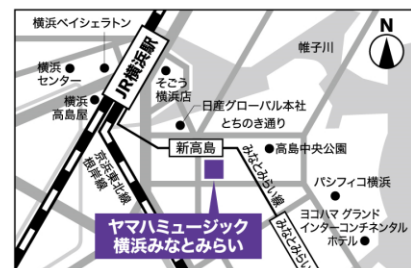 横浜ベイシェラトン
N
帷子川
JR横浜駅
横浜
センター
そごう
横浜店
横浜
高島屋
日産グローバル本社
とちのき通り
新高島
高島中央公園
京浜東北線
根岸線
みなとみらい線
パシフィコ横浜
ヤマハミュージック
横浜みなとみらい
ヨコハマ グランド
インターコンチネンタル
ホテル
みなとみらい